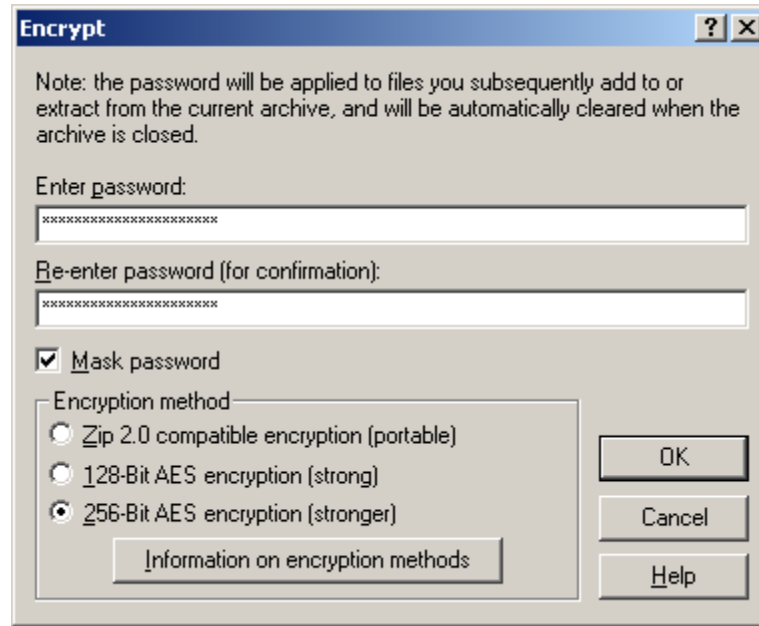 Encrypt
Note: the password will be applied to files you subsequently add to or
extract from the current archive, and will be automatically cleared when the
archive is closed.
Enter password:
**********************
Re-enter password (for confirmation):
**********************
Mask password
Encryption method
Zip 2.0 compatible encryption (portable)
128-Bit AES encryption (strong)
256-Bit AES encryption (stronger)
Information on encryption methods
OK
Cancel
Help